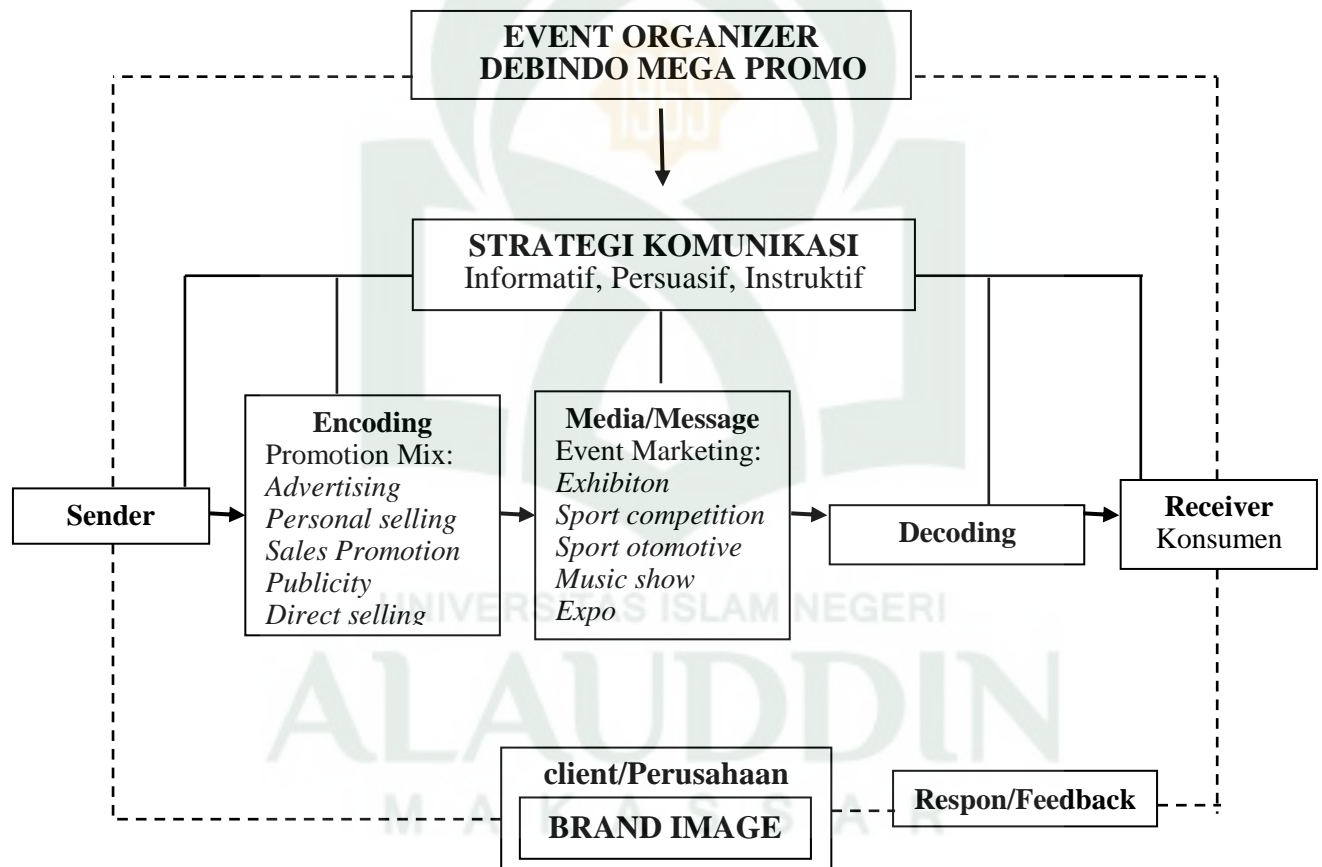 EVENT ORGANIZER
DEBINDO MEGA PROMO
1965
STRATEGI KOMUNIKASI
Informatif, Persuasif, Instruktif
Sender
Encoding
Promotion Mix:
Advertising
Personal selling
Sales Promotion
Publicity
Direct selling
Media/Message
Event Marketing:
Exhibiton
Sport competition
Sport otomotive
Music show
Expo
Decoding
Receiver
Konsumen
UNIVERSITAS ISLAM NEGERI
ALAUDDIN
MAKASSAR
client/Perusahaan
BRAND IMAGE
Respon/Feedback